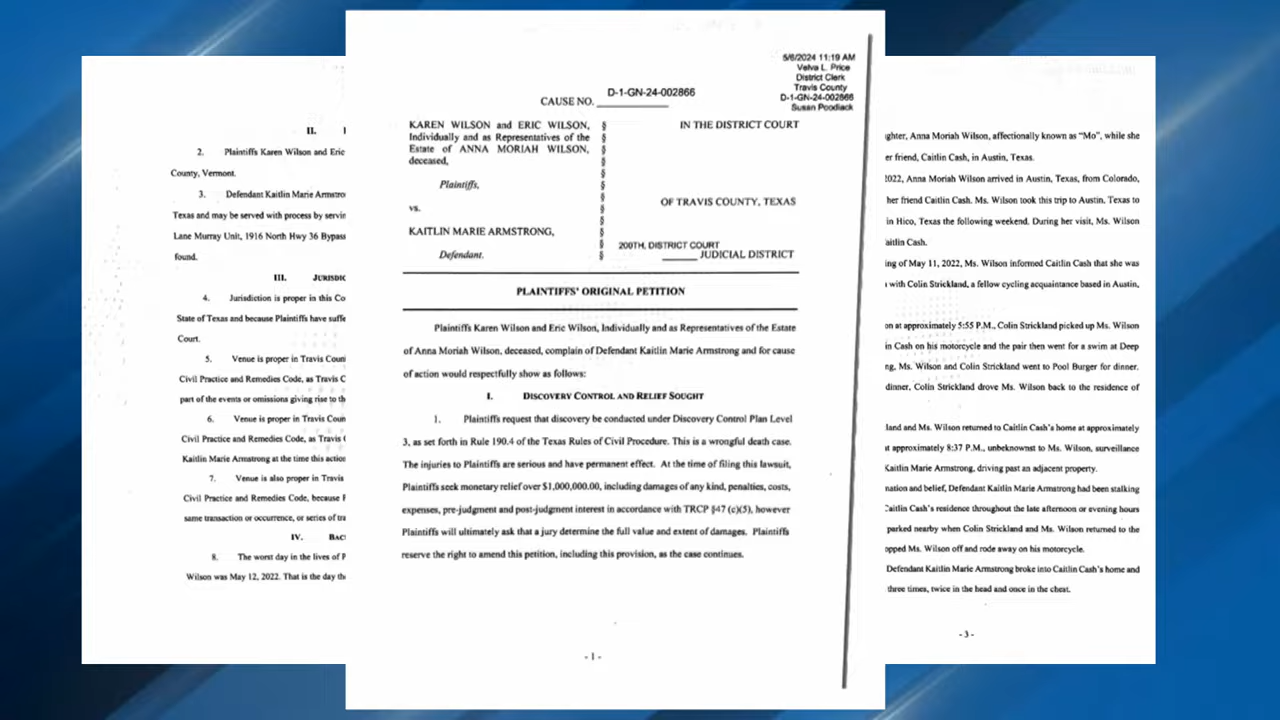 II.
2. Plaintiffs Karen Wilson and Eric
County, Vermont.
3. Defendant Kaitlin Marie Armstro
Texas and may be served with process by servin
Lane Murray Unit, 1916 North Hwy 36 Bypass
found.
III. JURISDIC
4. Jurisdiction is proper in this Co
State of Texas and because Plaintiffs have suffe
Court.
5. Venue is proper in Travis Coun
Civil Practice and Remedies Code, as Travis C
part of the events or omissions giving rise to th
6. Venue is proper in Travis Coun
Civil Practice and Remedies Code, as Travis
Kaitlin Marie Armstrong at the time this action
7. Venue is also proper in Travis
Civil Practice and Remedies Code, because
same transaction or occurrence, or series of tra
IV. BAC
8. The worst day in the lives of P
Wilson was May 12, 2022. That is the day th
5/6/2024 11:19 AM
Velva L. Price
District Clerk
Travis County
D-1-GN-24-002866
Susan Poodiack
D-1-GN-24-002866
CAUSE NO.
KAREN WILSON and ERIC WILSON, § IN THE DISTRICT COURT
Individually and as Representatives of the §
Estate of ANNA MORIAH WILSON, §
deceased, §
§
Plaintiffs, §
§ OF TRAVIS COUNTY, TEXAS
vs. §
§
KAITLIN MARIE ARMSTRONG, §
§ 200TH, DISTRICT COURT
Defendant. § JUDICIAL DISTRICT
PLAINTIFFS' ORIGINAL PETITION
Plaintiffs Karen Wilson and Eric Wilson, Individually and as Representatives of the Estate
of Anna Moriah Wilson, deceased, complain of Defendant Kaitlin Marie Armstrong and for cause
of action would respectfully show as follows:
I. DISCOVERY CONTROL AND RELIEF SOUGHT
1. Plaintiffs request that discovery be conducted under Discovery Control Plan Level
3, as set forth in Rule 190.4 of the Texas Rules of Civil Procedure. This is a wrongful death case.
The injuries to Plaintiffs are serious and have permanent effect. At the time of filing this lawsuit,
Plaintiffs seek monetary relief over $1,000,000.00, including damages of any kind, penalties, costs,
expenses, pre-judgment and post-judgment interest in accordance with TRCP §47 (c)(5), however
Plaintiffs will ultimately ask that a jury determine the full value and extent of damages. Plaintiffs
reserve the right to amend this petition, including this provision, as the case continues.
- 1 -
ghter, Anna Moriah Wilson, affectionally known as "Mo", while she
er friend, Caitlin Cash, in Austin, Texas.
2022, Anna Moriah Wilson arrived in Austin, Texas, from Colorado,
her friend Caitlin Cash. Ms. Wilson took this trip to Austin, Texas to
in Hico, Texas the following weekend. During her visit, Ms. Wilson
aitlin Cash.
ing of May 11, 2022, Ms. Wilson informed Caitlin Cash that she was
with Colin Strickland, a fellow cycling acquaintance based in Austin,
on at approximately 5:55 P.M., Colin Strickland picked up Ms. Wilson
in Cash on his motorcycle and the pair then went for a swim at Deep
ng, Ms. Wilson and Colin Strickland went to Pool Burger for dinner.
dinner, Colin Strickland drove Ms. Wilson back to the residence of
land and Ms. Wilson returned to Caitlin Cash's home at approximately
at approximately 8:37 P.M., unbeknownst to Ms. Wilson, surveillance
Kaitlin Marie Armstrong, driving past an adjacent property.
nation and belief, Defendant Kaitlin Marie Armstrong had been stalking
Caitlin Cash's residence throughout the late afternoon or evening hours
parked nearby when Colin Strickland and Ms. Wilson returned to the
opped Ms. Wilson off and rode away on his motorcycle.
Defendant Kaitlin Marie Armstrong broke into Caitlin Cash's home and
three times, twice in the head and once in the chest.
- 3 -